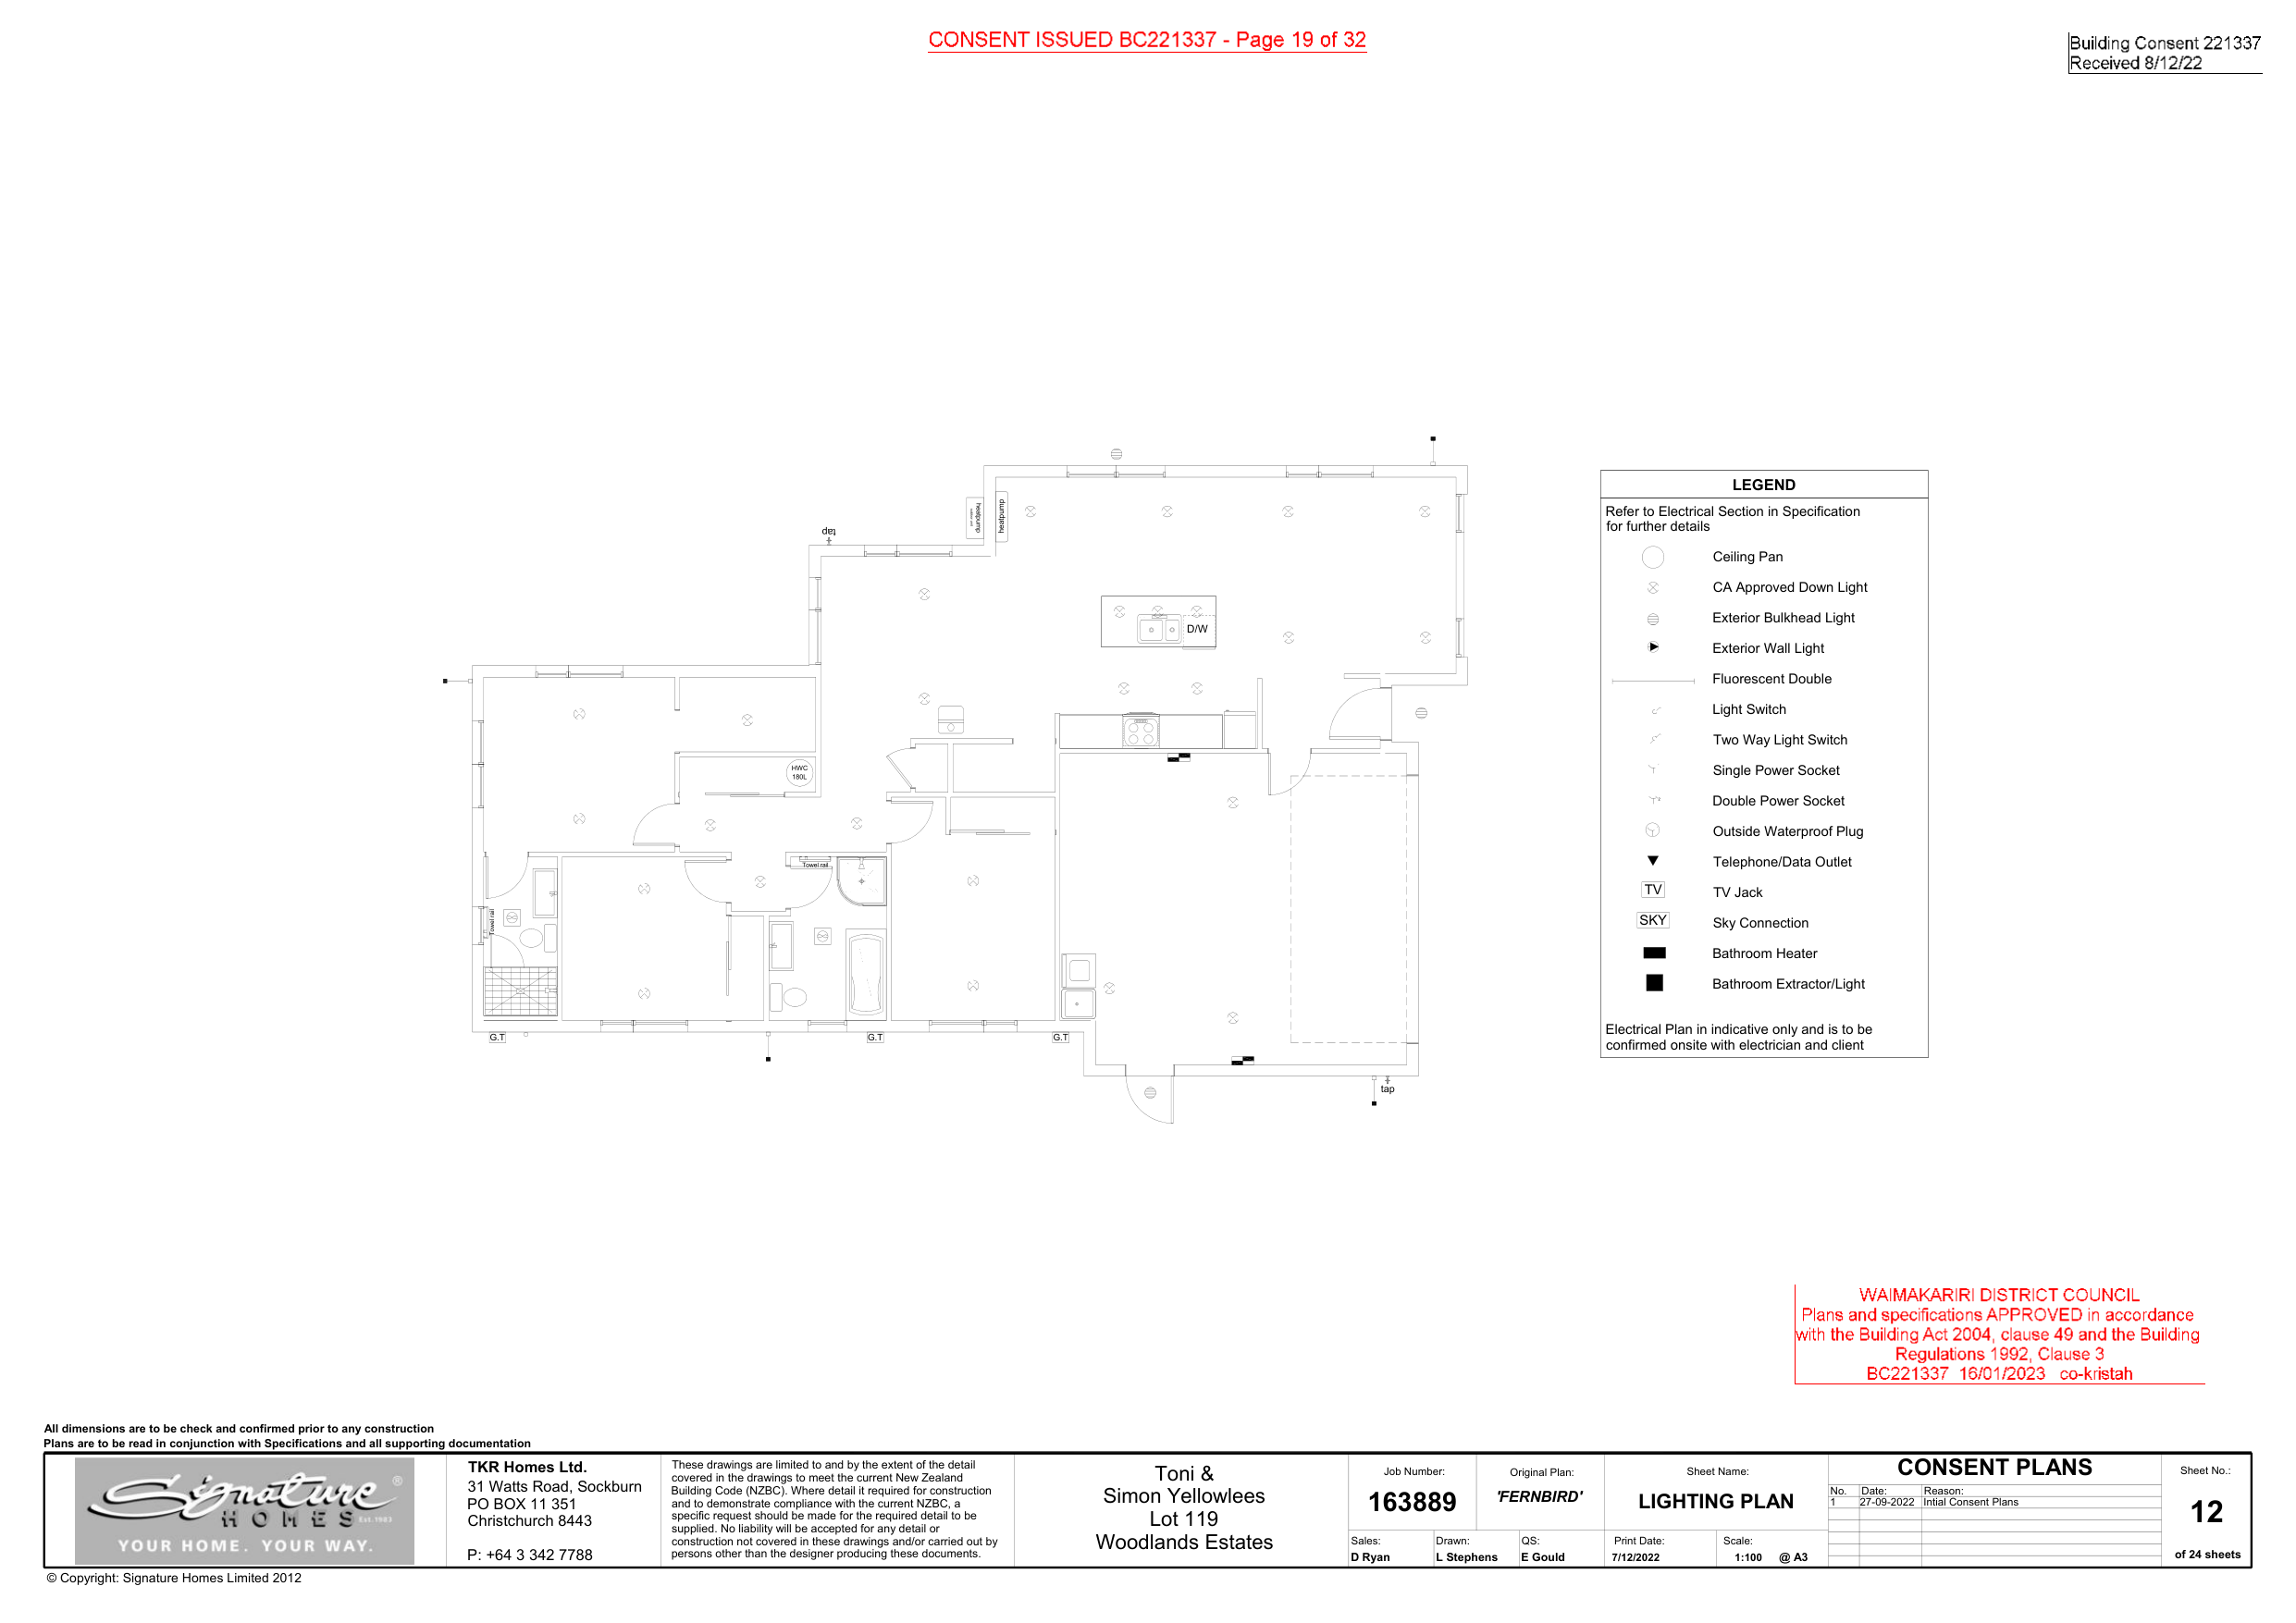 CONSENT ISSUED BC221337 - Page 19 of 32
Building Consent 221337
Received 8/12/22
heatpump
heatpump
tap
D/W
HWC
180L
Towel rail
Towel rail
G.T
G.T
G.T
tap
LEGEND
Refer to Electrical Section in Specification
for further details
Ceiling Pan
CA Approved Down Light
Exterior Bulkhead Light
Exterior Wall Light
Fluorescent Double
Light Switch
Two Way Light Switch
Single Power Socket
Double Power Socket
Outside Waterproof Plug
Telephone/Data Outlet
TV TV Jack
SKY Sky Connection
Bathroom Heater
Bathroom Extractor/Light
Electrical Plan in indicative only and is to be
confirmed onsite with electrician and client
WAIMAKARIRI DISTRICT COUNCIL
Plans and specifications APPROVED in accordance
with the Building Act 2004, clause 49 and the Building
Regulations 1992, Clause 3
BC221337 16/01/2023 co-kristah
All dimensions are to be check and confirmed prior to any construction
Plans are to be read in conjunction with Specifications and all supporting documentation
Signature ®
HOMES Est.1983
YOUR HOME. YOUR WAY.
TKR Homes Ltd.
31 Watts Road, Sockburn
PO BOX 11 351
Christchurch 8443
P: +64 3 342 7788
These drawings are limited to and by the extent of the detail
covered in the drawings to meet the current New Zealand
Building Code (NZBC). Where detail it required for construction
and to demonstrate compliance with the current NZBC, a
specific request should be made for the required detail to be
supplied. No liability will be accepted for any detail or
construction not covered in these drawings and/or carried out by
persons other than the designer producing these documents.
Toni &
Simon Yellowlees
Lot 119
Woodlands Estates
Job Number:
163889
Original Plan:
'FERNBIRD'
Sales:
D Ryan
Drawn:
L Stephens
QS:
E Gould
Sheet Name:
LIGHTING PLAN
Print Date:
7/12/2022
Scale:
1:100 @ A3
CONSENT PLANS
No. Date: Reason:
1 27-09-2022 Intial Consent Plans
Sheet No.:
12
of 24 sheets
© Copyright: Signature Homes Limited 2012